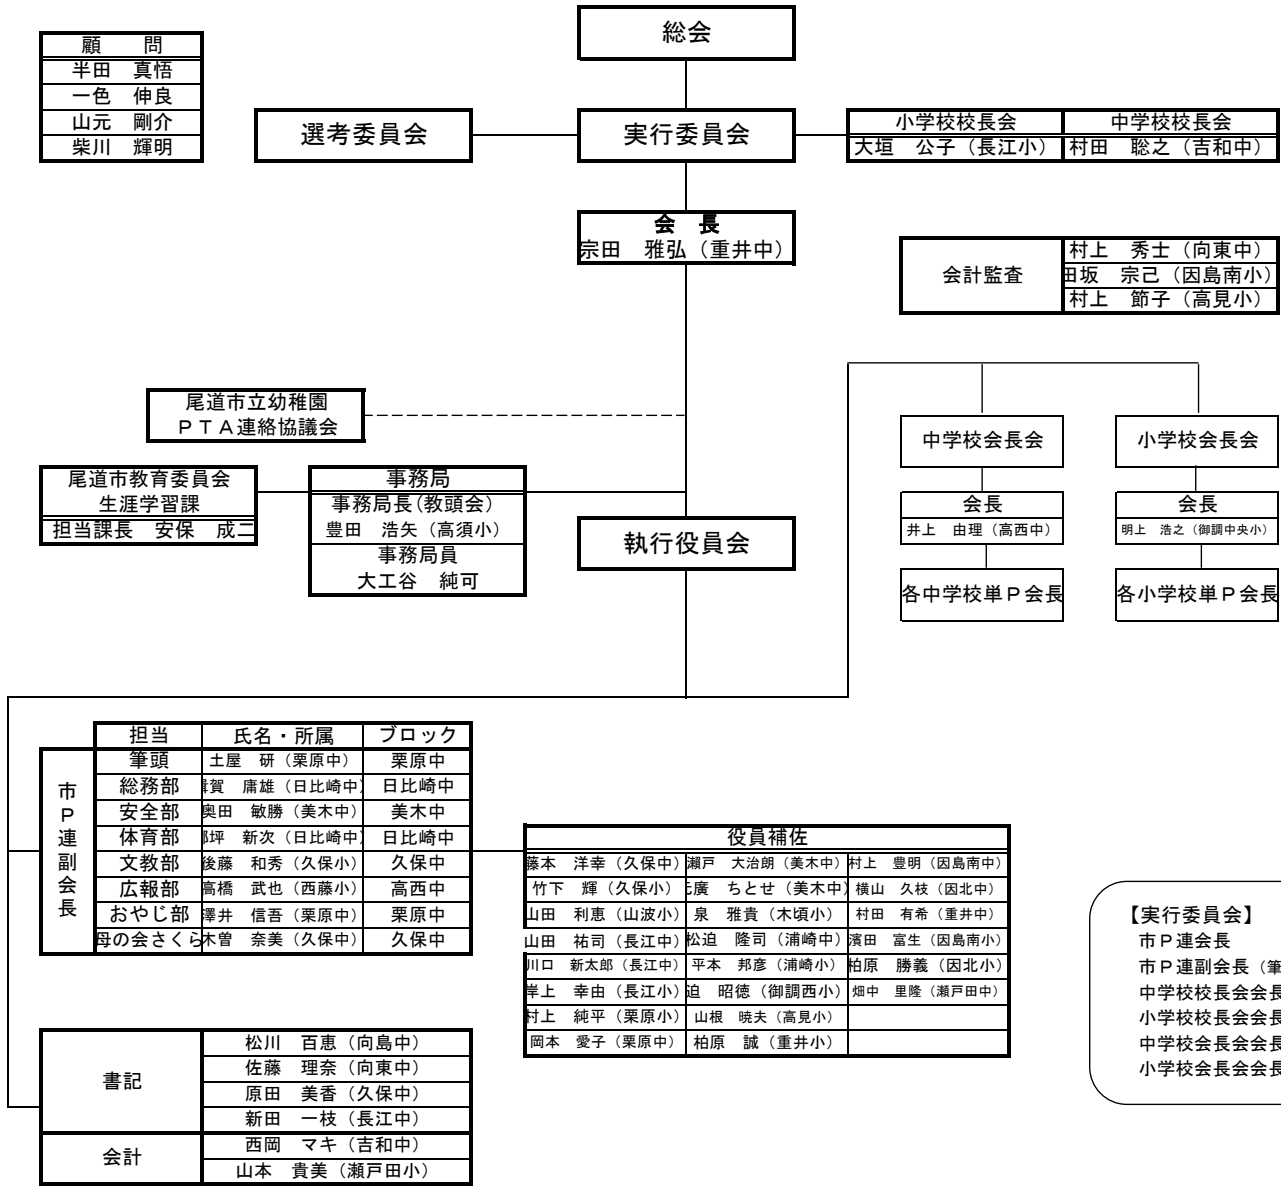 総会
顧　問
半田　真悟
一色　伸良
山元　剛介
柴川　輝明
選考委員会
実行委員会
小学校校長会　中学校校長会
大垣　公子（長江小）　村田　聡之（吉和中）
会　長
宗田　雅弘（重井中）
会計監査
村上　秀士（向東中）
田坂　宗己（因島南小）
村上　節子（高見小）
尾道市立幼稚園
ＰＴＡ連絡協議会
尾道市教育委員会
生涯学習課
担当課長　安保　成二
事務局
事務局長(教頭会)
豊田　浩矢（高須小）
事務局員
大工谷　純可
執行役員会
中学校会長会
会長
井上　由理（高西中）
各中学校単Ｐ会長
小学校会長会
会長
明上　浩之（御調中央小）
各小学校単Ｐ会長
市Ｐ連副会長
担当　氏名・所属　ブロック
筆頭　土屋　研（栗原中）　栗原中
総務部　賀　庸雄（日比崎中）　日比崎中
安全部　奥田　敏勝（美木中）　美木中
体育部　坪　新次（日比崎中）　日比崎中
文教部　後藤　和秀（久保小）　久保中
広報部　高橋　武也（西藤小）　高西中
おやじ部　澤井　信吾（栗原中）　栗原中
母の会さくら　木曽　奈美（久保中）　久保中
役員補佐
藤本　洋幸（久保中）　瀬戸　大治朗（美木中）　村上　豊明（因島南中）
竹下　輝（久保小）　廣　ちとせ（美木中）　横山　久枝（因北中）
山田　利恵（山波小）　泉　雅貴（木頃小）　村田　有希（重井中）
山田　祐司（長江中）　松迫　隆司（浦崎中）　濱田　富生（因島南小）
川口　新太郎（長江中）　平本　邦彦（浦崎小）　柏原　勝義（因北小）
岸上　幸由（長江小）　迫　昭徳（御調西小）　畑中　里隆（瀬戸田中）
村上　純平（栗原小）　山根　暁夫（高見小）
岡本　愛子（栗原中）　柏原　誠（重井小）
書記
松川　百恵（向島中）
佐藤　理奈（向東中）
原田　美香（久保中）
新田　一枝（長江中）
会計
西岡　マキ（吉和中）
山本　貴美（瀬戸田小）
【実行委員会】
市Ｐ連会長
市Ｐ連副会長（筆
中学校校長会会長
小学校校長会会長
中学校会長会会長
小学校会長会会長